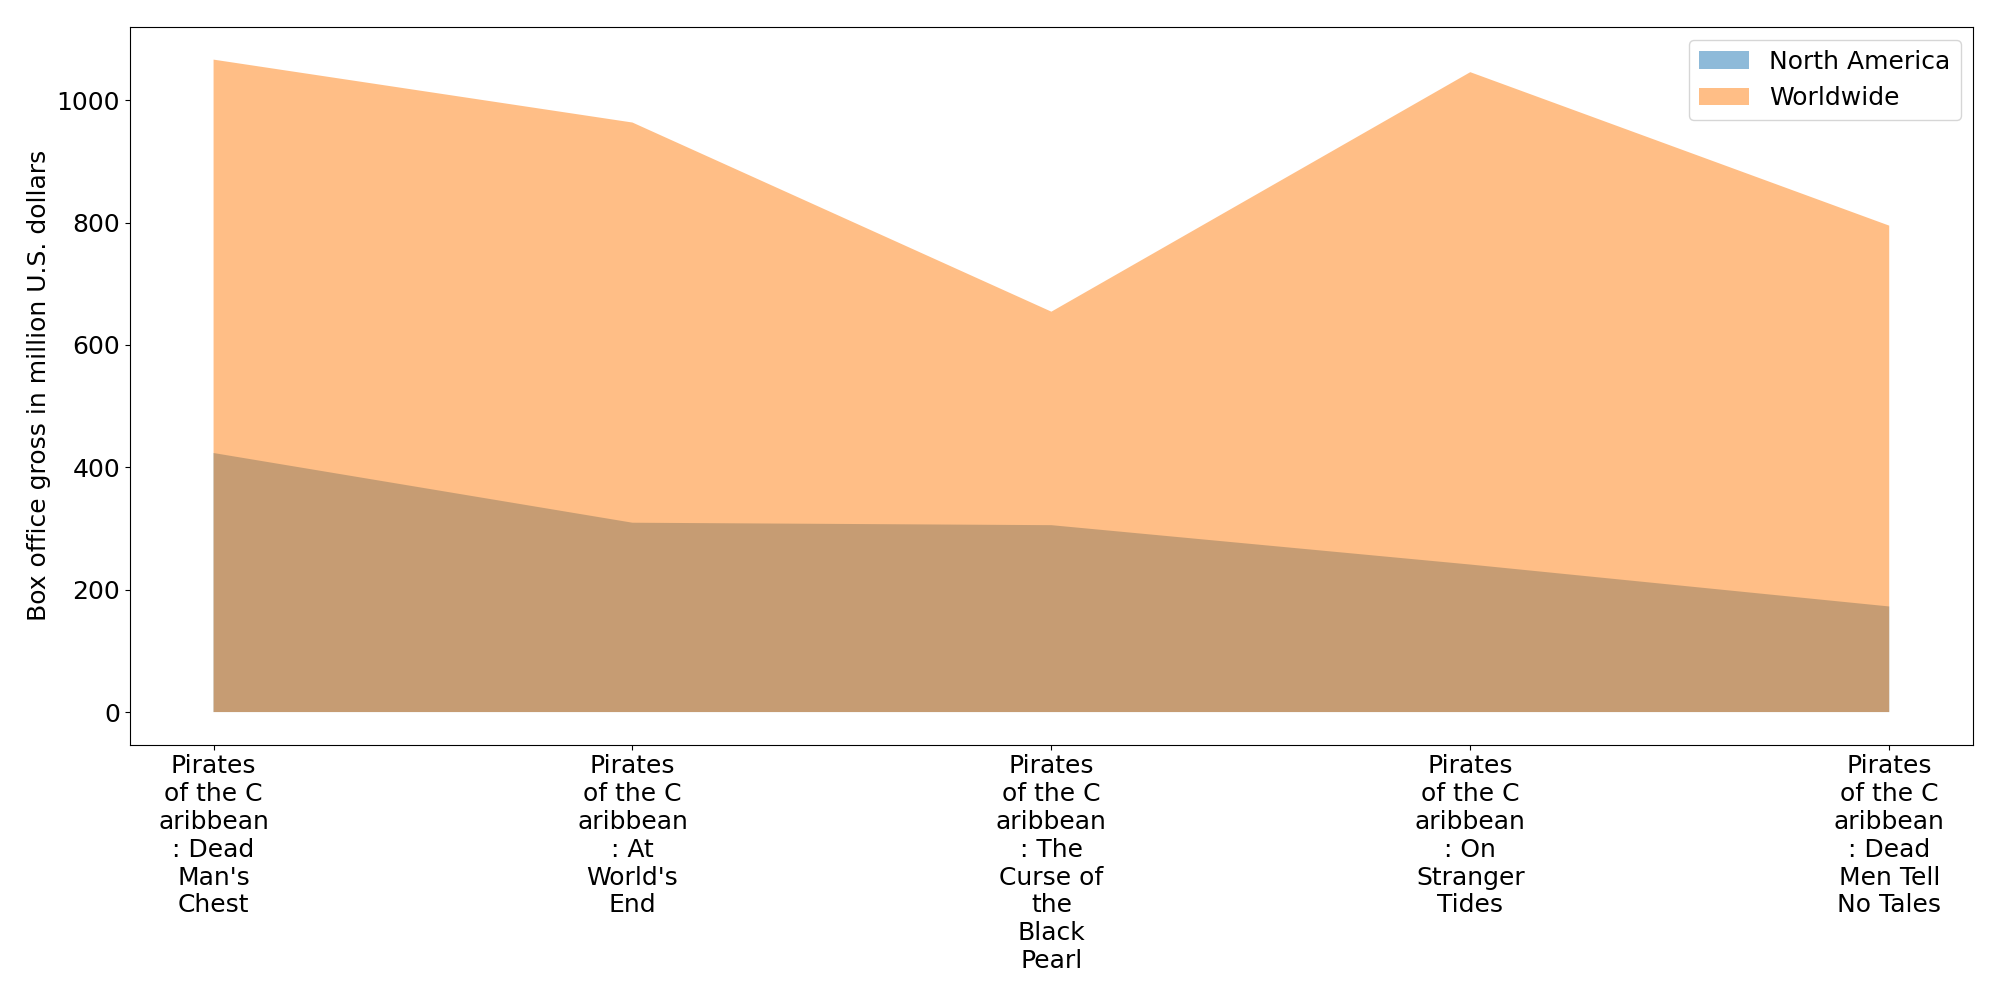 North America
Worldwide
Box office gross in million U.S. dollars
1000
800
600
400
200
0
Pirates
of the C
aribbean
: Dead
Man's
Chest
Pirates
of the C
aribbean
: At
World's
End
Pirates
of the C
aribbean
: The
Curse of
the
Black
Pearl
Pirates
of the C
aribbean
: On
Stranger
Tides
Pirates
of the C
aribbean
: Dead
Men Tell
No Tales